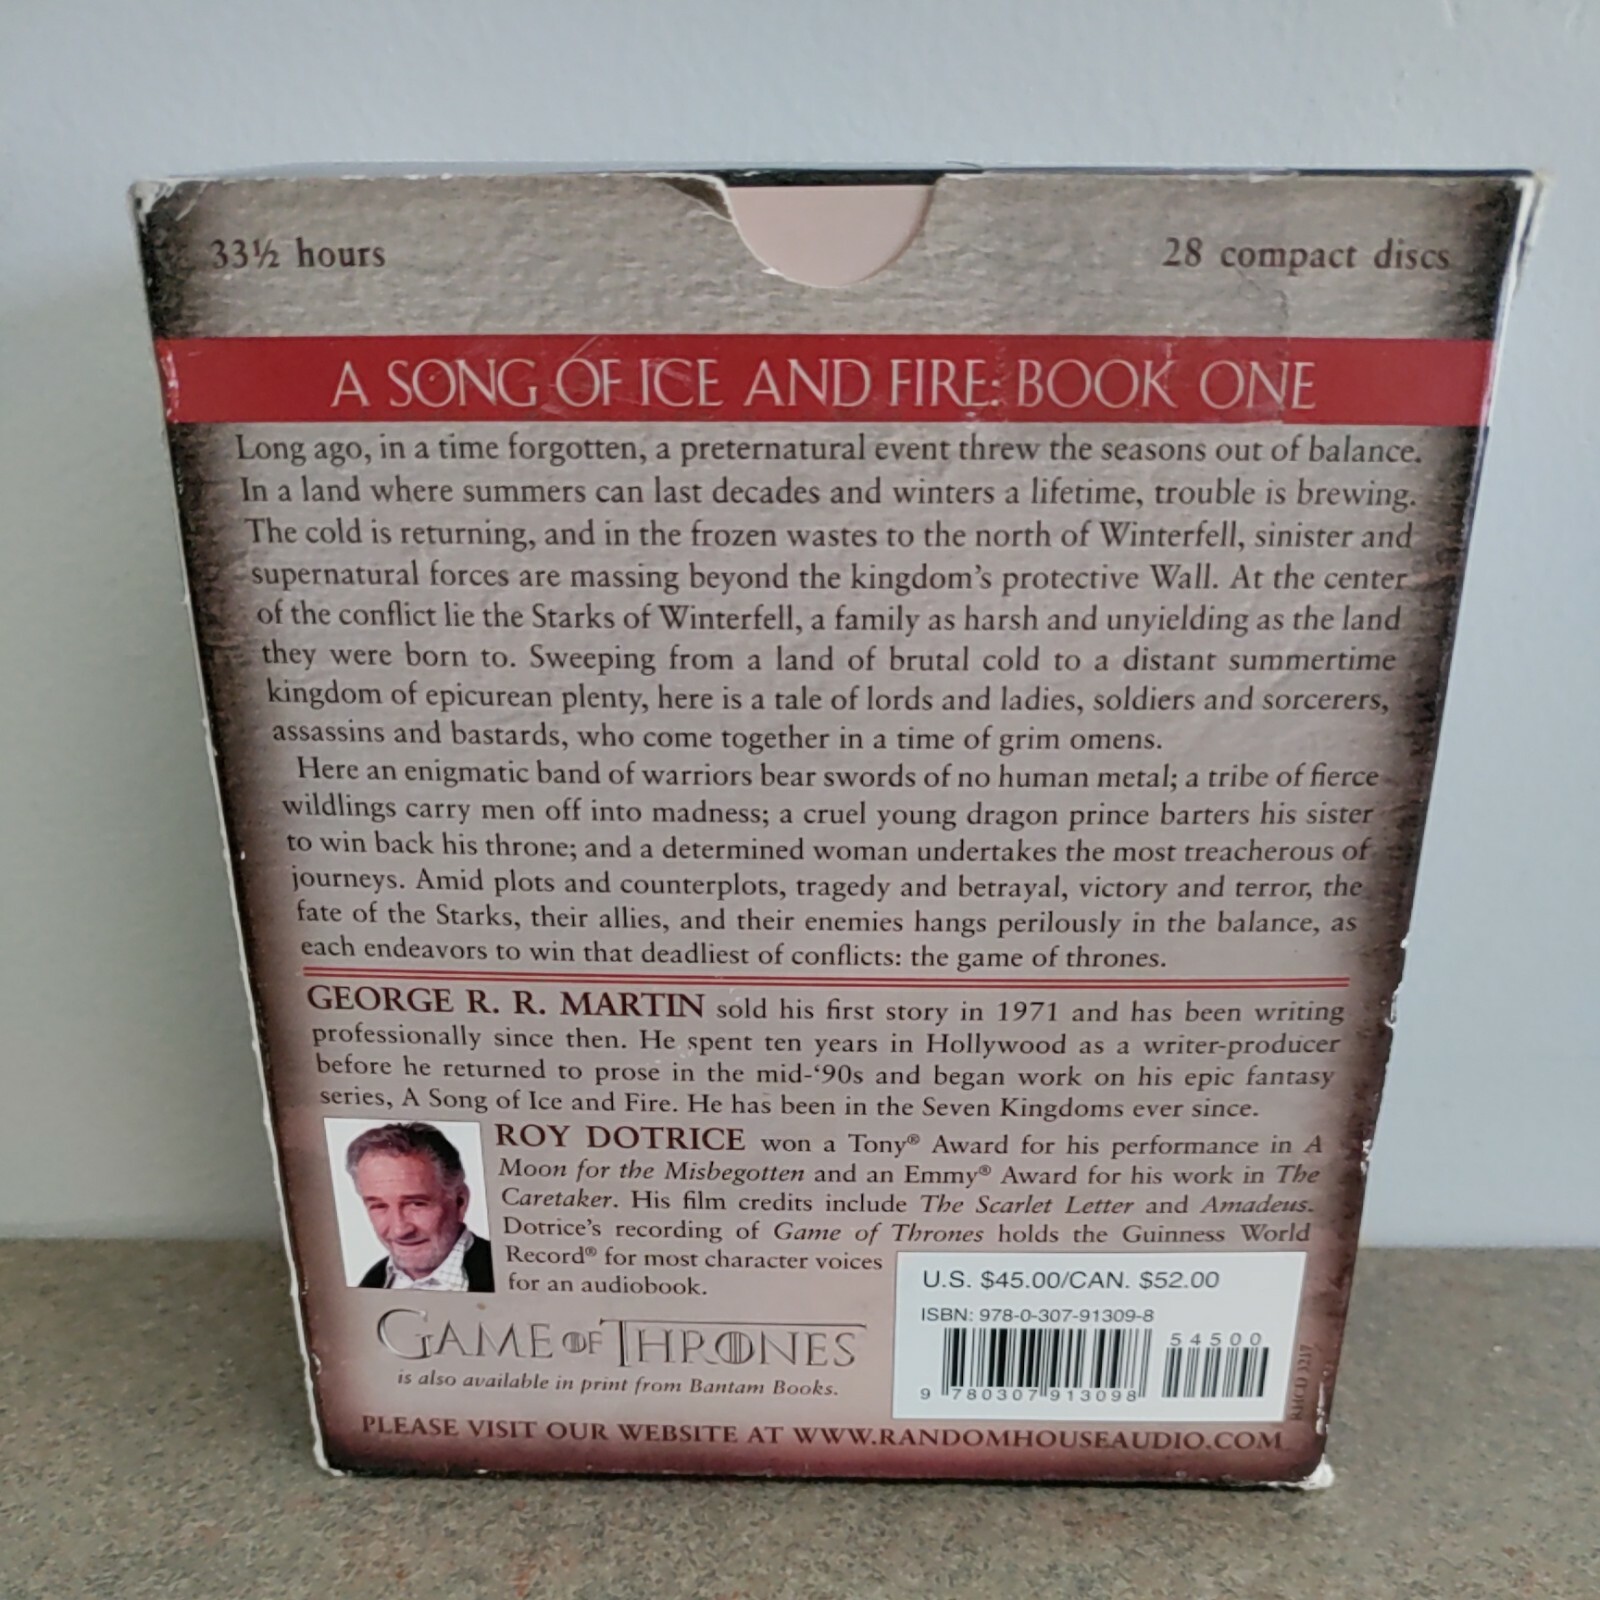 33½ hours
28 compact discs
A SONG OF ICE AND FIRE: BOOK ONE
Long ago, in a time forgotten, a preternatural event threw the seasons out of balance.
In a land where summers can last decades and winters a lifetime, trouble is brewing.
The cold is returning, and in the frozen wastes to the north of Winterfell, sinister and
supernatural forces are massing beyond the kingdom's protective Wall. At the center
of the conflict lie the Starks of Winterfell, a family as harsh and unyielding as the land
they were born to. Sweeping from a land of brutal cold to a distant summertime
kingdom of epicurean plenty, here is a tale of lords and ladies, soldiers and sorcerers,
assassins and bastards, who come together in a time of grim omens.
Here an enigmatic band of warriors bear swords of no human metal; a tribe of fierce
wildlings carry men off into madness; a cruel young dragon prince barters his sister
to win back his throne; and a determined woman undertakes the most treacherous of
journeys. Amid plots and counterplots, tragedy and betrayal, victory and terror, the
fate of the Starks, their allies, and their enemies hangs perilously in the balance, as
each endeavors to win that deadliest of conflicts: the game of thrones.
GEORGE R. R. MARTIN sold his first story in 1971 and has been writing
professionally since then. He spent ten years in Hollywood as a writer-producer
before he returned to prose in the mid-'90s and began work on his epic fantasy
series, A Song of Ice and Fire. He has been in the Seven Kingdoms ever since.
ROY DOTRICE won a Tony® Award for his performance in A
Moon for the Misbegotten and an Emmy® Award for his work in The
Caretaker. His film credits include The Scarlet Letter and Amadeus.
Dotrice's recording of Game of Thrones holds the Guinness World
Record® for most character voices
for an audiobook.
GAME OF THRONES
is also available in print from Bantam Books.
U.S. $45.00/CAN. $52.00
ISBN: 978-0-307-91309-8
5 4 5 0 0
9 780307 913098
RHCD 3217
PLEASE VISIT OUR WEBSITE AT WWW.RANDOMHOUSEAUDIO.COM